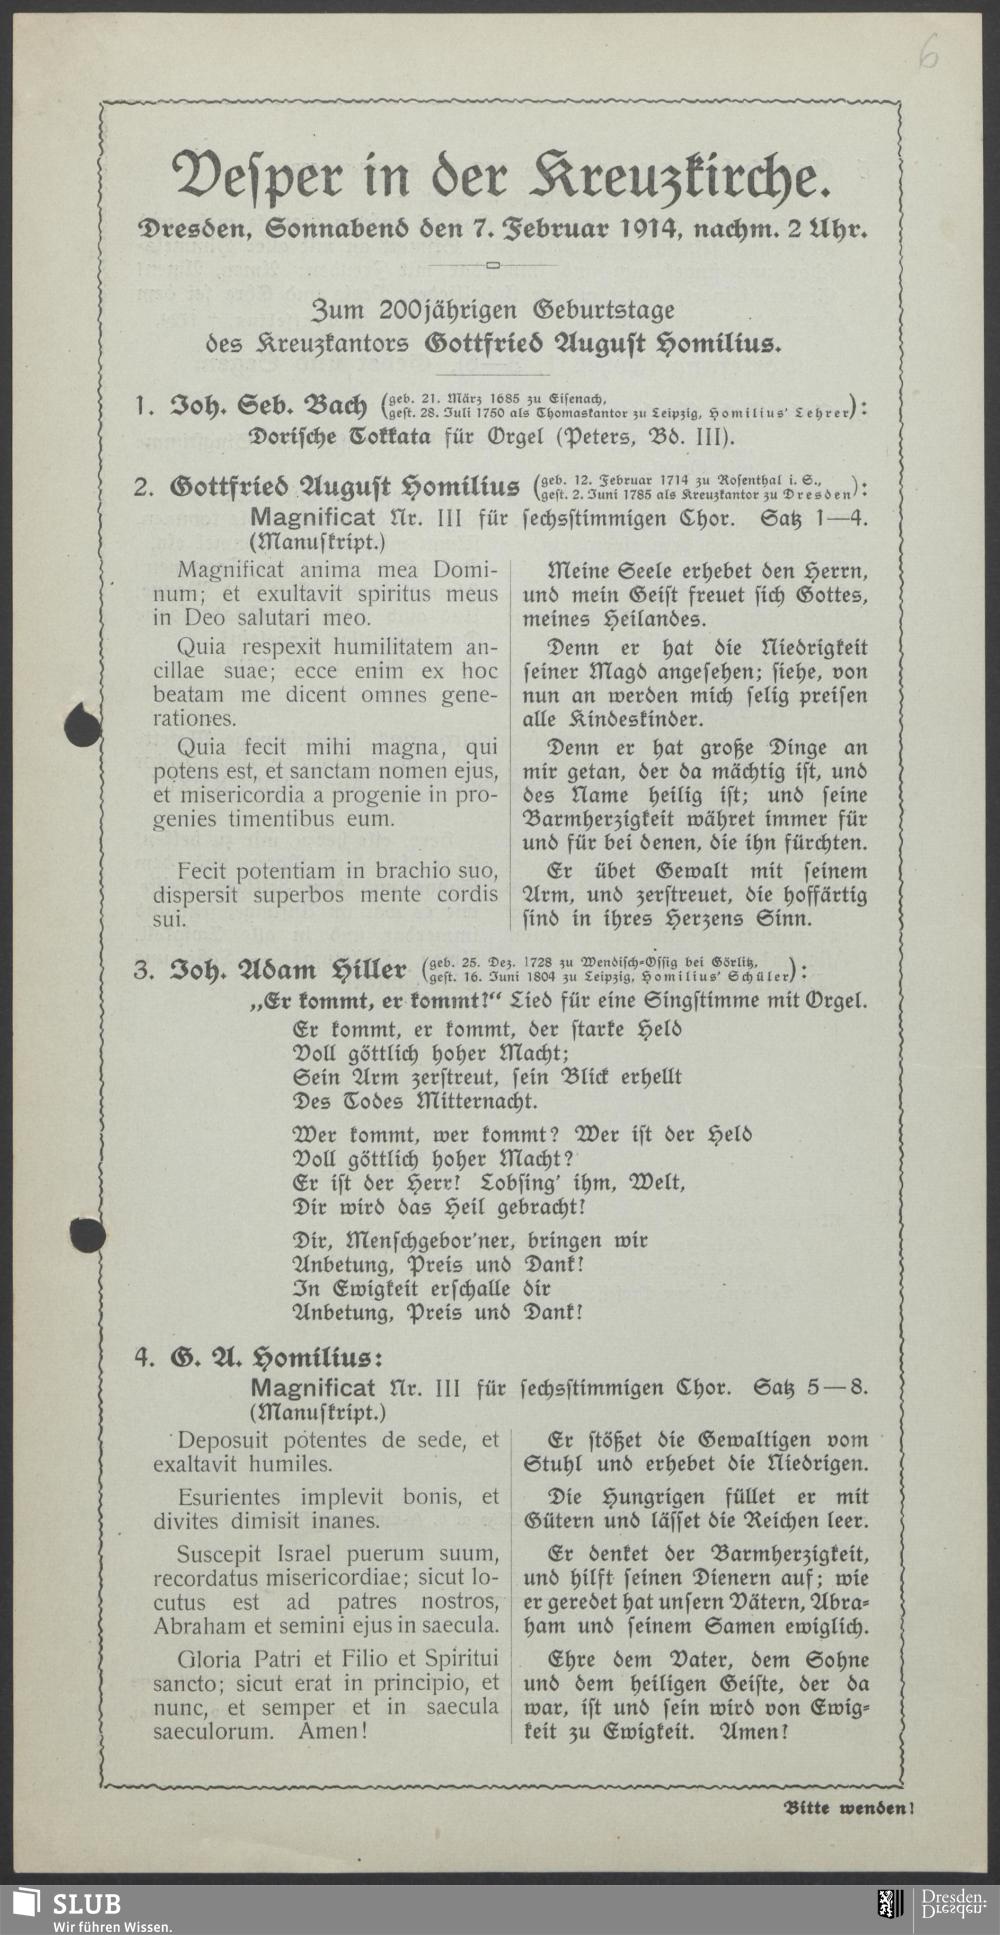 6
Vesper in der Kreuzkirche.
Dresden, Sonnabend den 7. Februar 1914, nachm. 2 Uhr.
Zum 200jährigen Geburtstage
des Kreuzkantors Gottfried August Homilius.
1. Joh. Seb. Bach (geb. 21. März 1685 zu Eisenach,
gest. 28. Juli 1750 als Thomaskantor zu Leipzig, Homilius' Lehrer):
Dorische Tokkata für Orgel (Peters, Bd. III).
2. Gottfried August Homilius (geb. 12. Februar 1714 zu Rosenthal i. S.,
gest. 2. Juni 1785 als Kreuzkantor zu Dresden):
Magnificat Nr. III für sechsstimmigen Chor. Satz 1—4.
(Manuskript.)
Magnificat anima mea Domi-
num; et exultavit spiritus meus
in Deo salutari meo.
Quia respexit humilitatem an-
cillae suae; ecce enim ex hoc
beatam me dicent omnes gene-
rationes.
Quia fecit mihi magna, qui
potens est, et sanctam nomen ejus,
et misericordia a progenie in pro-
genies timentibus eum.
Fecit potentiam in brachio suo,
dispersit superbos mente cordis
sui.
Meine Seele erhebet den Herrn,
und mein Geist freuet sich Gottes,
meines Heilandes.
Denn er hat die Niedrigkeit
seiner Magd angesehen; siehe, von
nun an werden mich selig preisen
alle Kindeskinder.
Denn er hat große Dinge an
mir getan, der da mächtig ist, und
des Name heilig ist; und seine
Barmherzigkeit währet immer für
und für bei denen, die ihn fürchten.
Er übet Gewalt mit seinem
Arm, und zerstreuet, die hoffärtig
sind in ihres Herzens Sinn.
3. Joh. Adam Hiller (geb. 25. Dez. 1728 zu Wendisch-Ossig bei Görlitz,
gest. 16. Juni 1804 zu Leipzig, Homilius' Schüler):
„Er kommt, er kommt!“ Lied für eine Singstimme mit Orgel.
Er kommt, er kommt, der starke Held
Voll göttlich hoher Macht;
Sein Arm zerstreut, sein Blick erhellt
Des Todes Mitternacht.
Wer kommt, wer kommt? Wer ist der Held
Voll göttlich hoher Macht?
Er ist der Herr! Lobsing' ihm, Welt,
Dir wird das Heil gebracht!
Dir, Menschgebor'ner, bringen wir
Anbetung, Preis und Dank!
In Ewigkeit erschalle dir
Anbetung, Preis und Dank!
4. G. A. Homilius:
Magnificat Nr. III für sechsstimmigen Chor. Satz 5—8.
(Manuskript.)
Deposuit potentes de sede, et
exaltavit humiles.
Esurientes implevit bonis, et
divites dimisit inanes.
Suscepit Israel puerum suum,
recordatus misericordiae; sicut lo-
cutus est ad patres nostros,
Abraham et semini ejus in saecula.
Gloria Patri et Filio et Spiritui
sancto; sicut erat in principio, et
nunc, et semper et in saecula
saeculorum. Amen!
Er stößet die Gewaltigen vom
Stuhl und erhebet die Niedrigen.
Die Hungrigen füllet er mit
Gütern und lässet die Reichen leer.
Er denket der Barmherzigkeit,
und hilft seinen Dienern auf; wie
er geredet hat unsern Vätern, Abra-
ham und seinem Samen ewiglich.
Ehre dem Vater, dem Sohne
und dem heiligen Geiste, der da
war, ist und sein wird von Ewig-
keit zu Ewigkeit. Amen!
Bitte wenden!
SLUB
Wir führen Wissen.
Dresden.
Dresden.